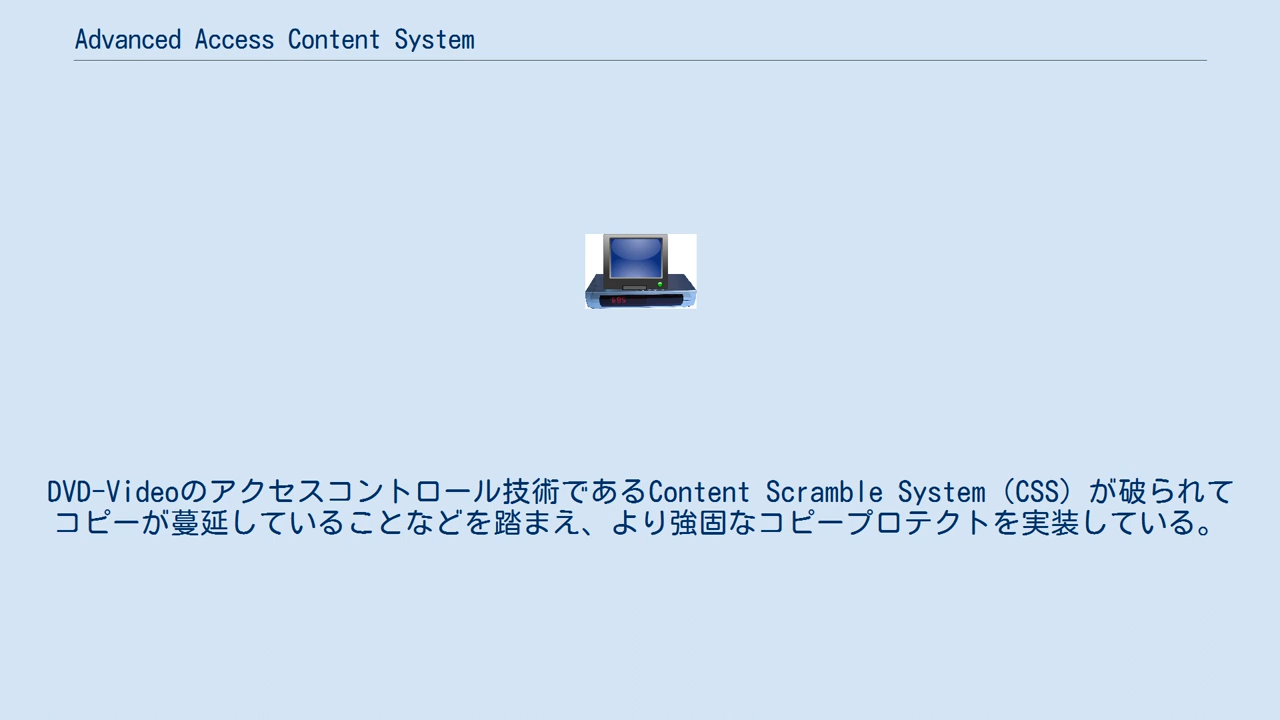 Advanced Access Content System
DVD-Videoのアクセスコントロール技術であるContent Scramble System（CSS）が破られて
コピーが蔓延していることなどを踏まえ、より強固なコピープロテクトを実装している。